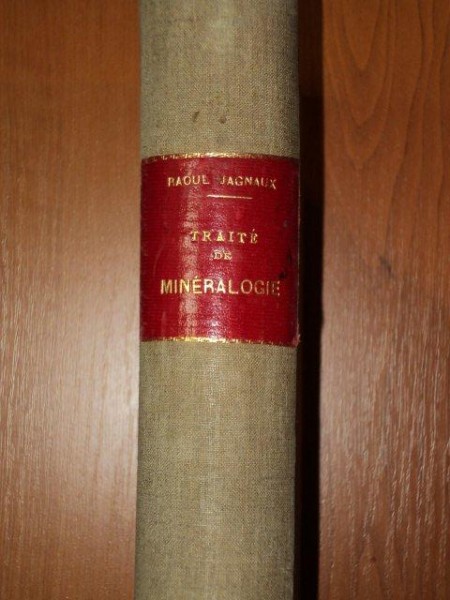 RAOUL JAGNAUX
TRAITÉ
DE
MINÉRALOGIE